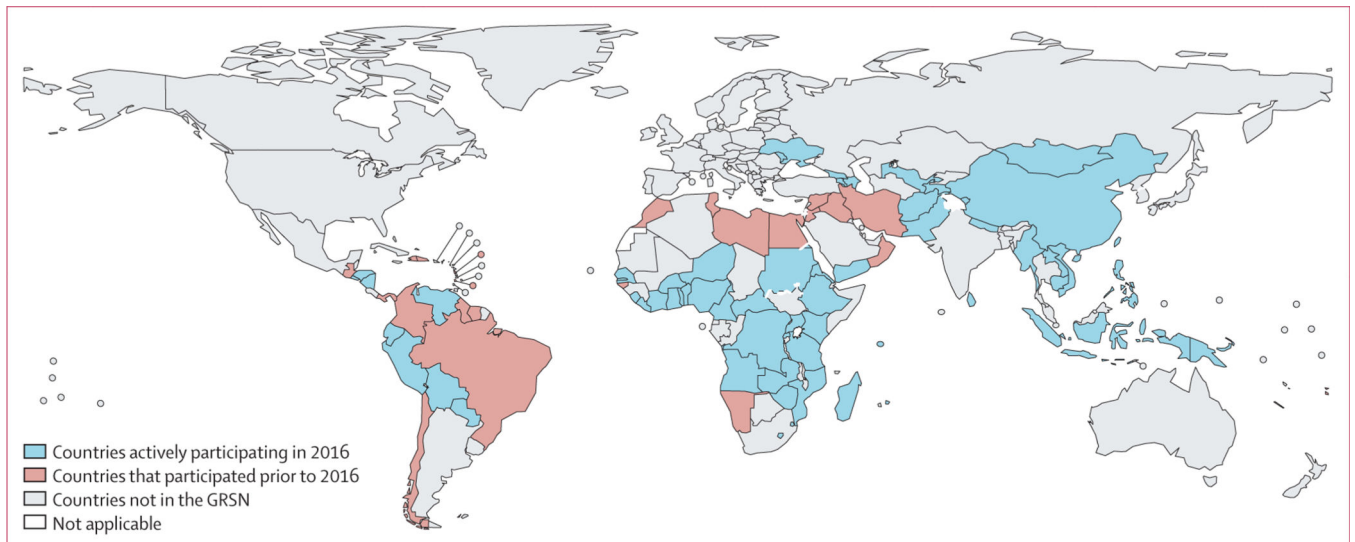 Countries actively participating in 2016
Countries that participated prior to 2016
Countries not in the GRSN
Not applicable